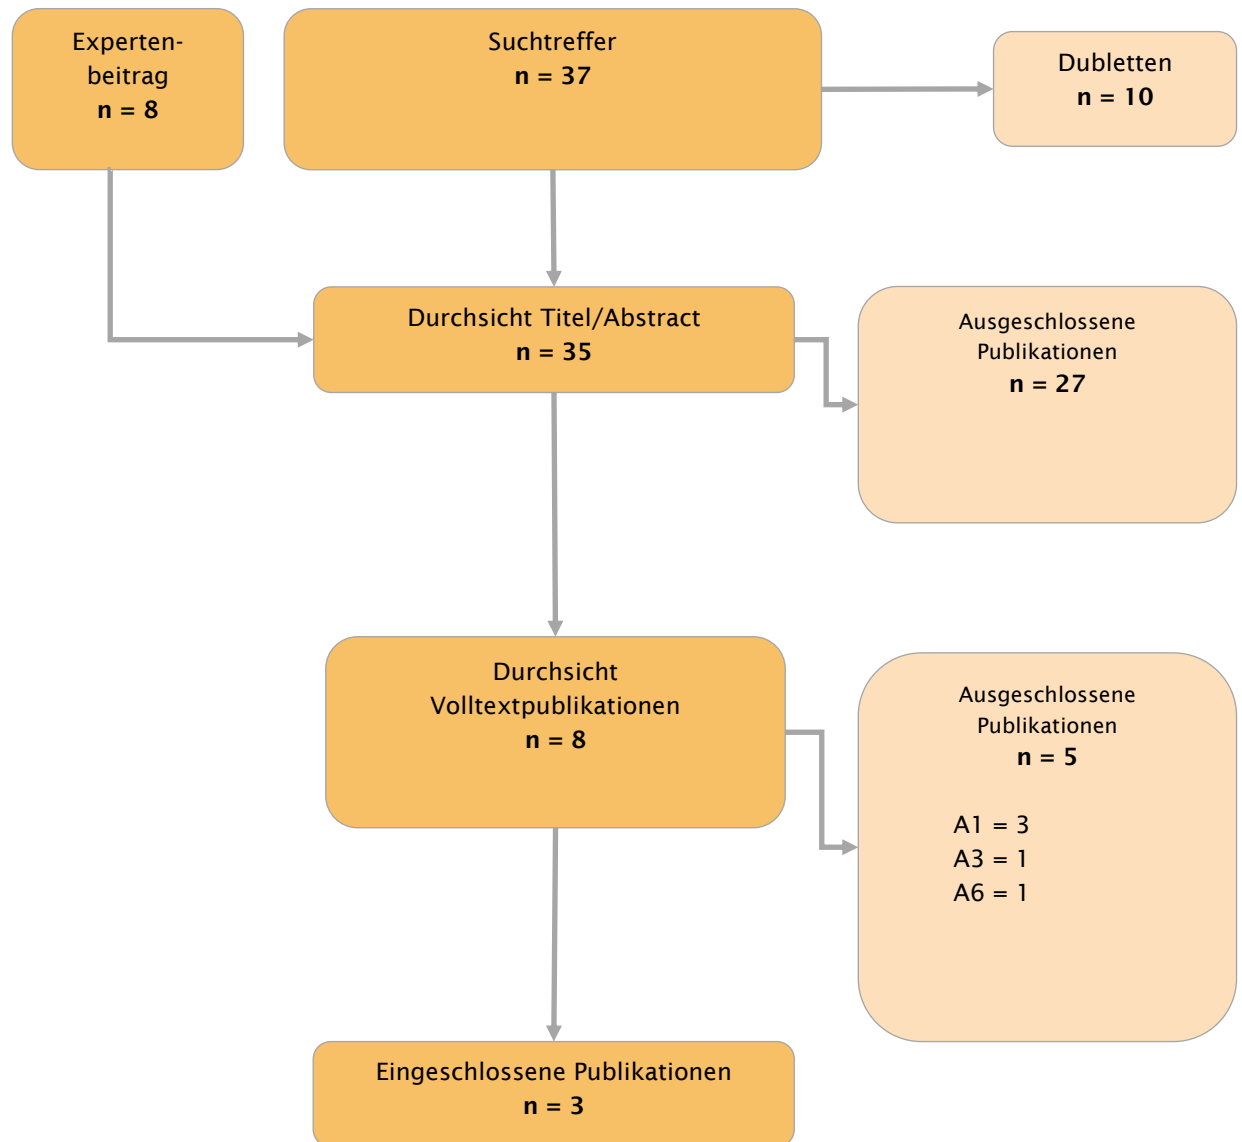 Experten-
beitrag
n = 8
Suchtreffer
n = 37
Dubletten
n = 10
Durchsicht Titel/Abstract
n = 35
Ausgeschlossene
Publikationen
n = 27
Durchsicht
Volltextpublikationen
n = 8
Ausgeschlossene
Publikationen
n = 5
A1 = 3
A3 = 1
A6 = 1
Eingeschlossene Publikationen
n = 3